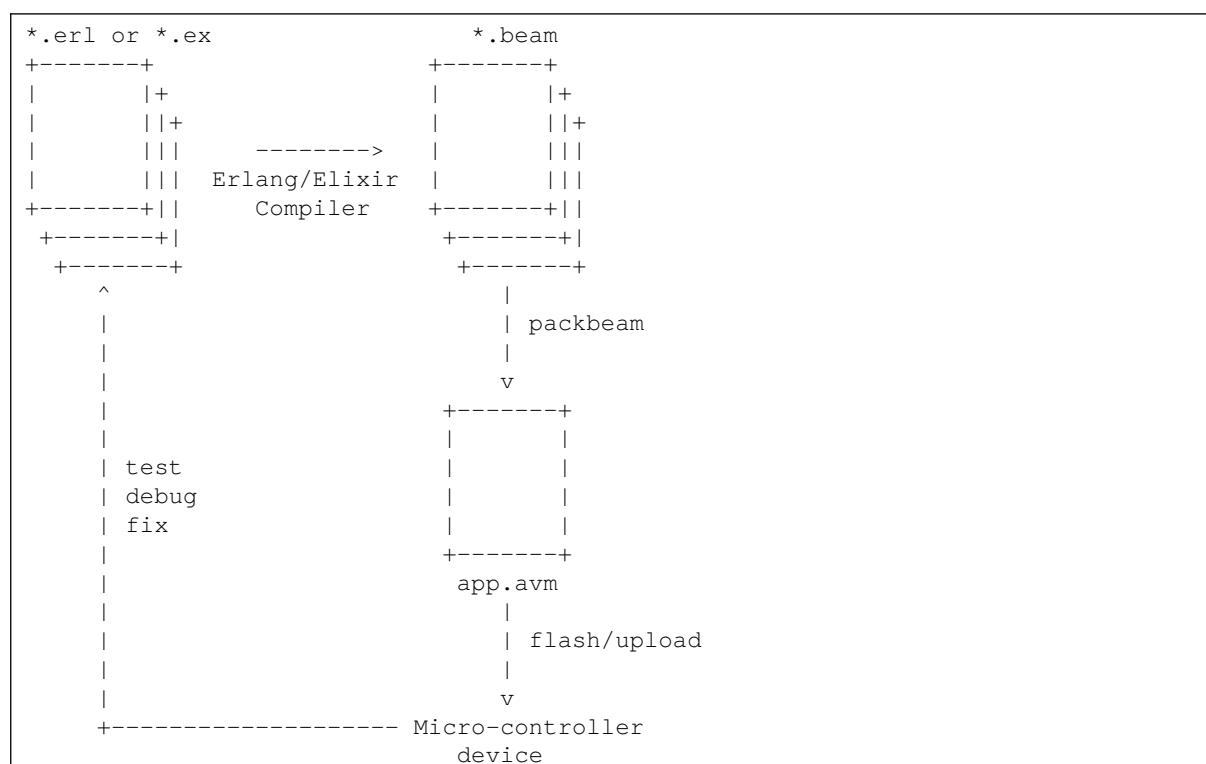 *.erl or *.ex *.beam
Erlang/Elixir
Compiler
packbeam
test
debug
fix
app.avm
flash/upload
Micro-controller
device